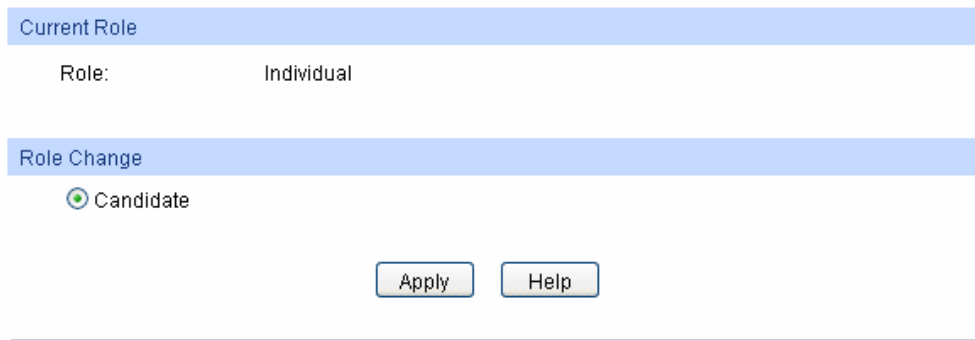 Current Role
Role: Individual
Role Change
Candidate
Apply Help